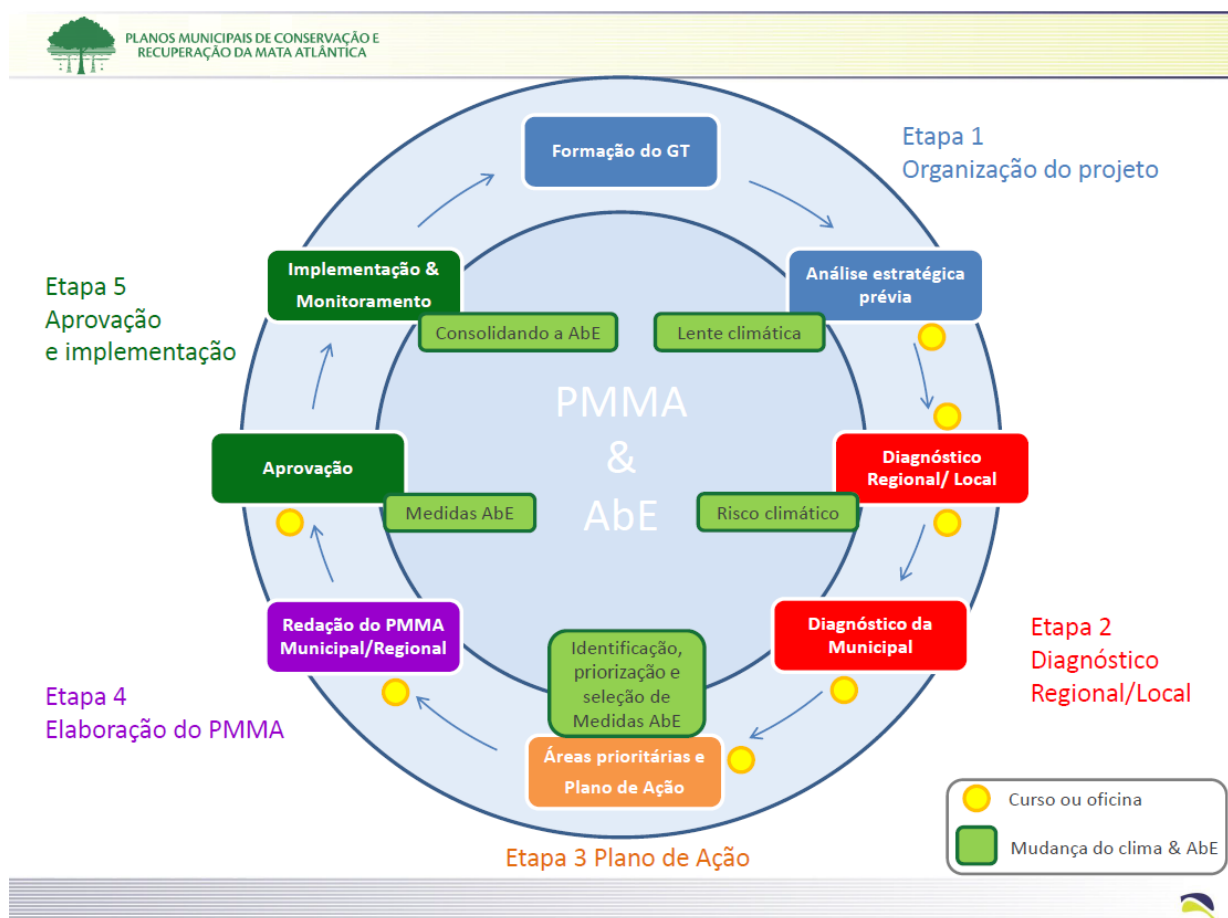 PLANOS MUNICIPAIS DE CONSERVAÇÃO E
RECUPERAÇÃO DA MATA ATLÂNTICA
Formação do GT
Etapa 1
Organização do projeto
Análise estratégica
prévia
Lente climática
Implementação &
Monitoramento
Consolidando a AbE
Etapa 5
Aprovação
e implementação
PMMA
&
AbE
Diagnóstico
Regional/ Local
Risco climático
Aprovação
Medidas AbE
Diagnóstico da
Municipal
Etapa 2
Diagnóstico
Regional/Local
Redação do PMMA
Municipal/Regional
Identificação,
priorização e
seleção de
Medidas AbE
Etapa 4
Elaboração do PMMA
Áreas prioritárias e
Plano de Ação
Etapa 3 Plano de Ação
Curso ou oficina
Mudança do clima & AbE